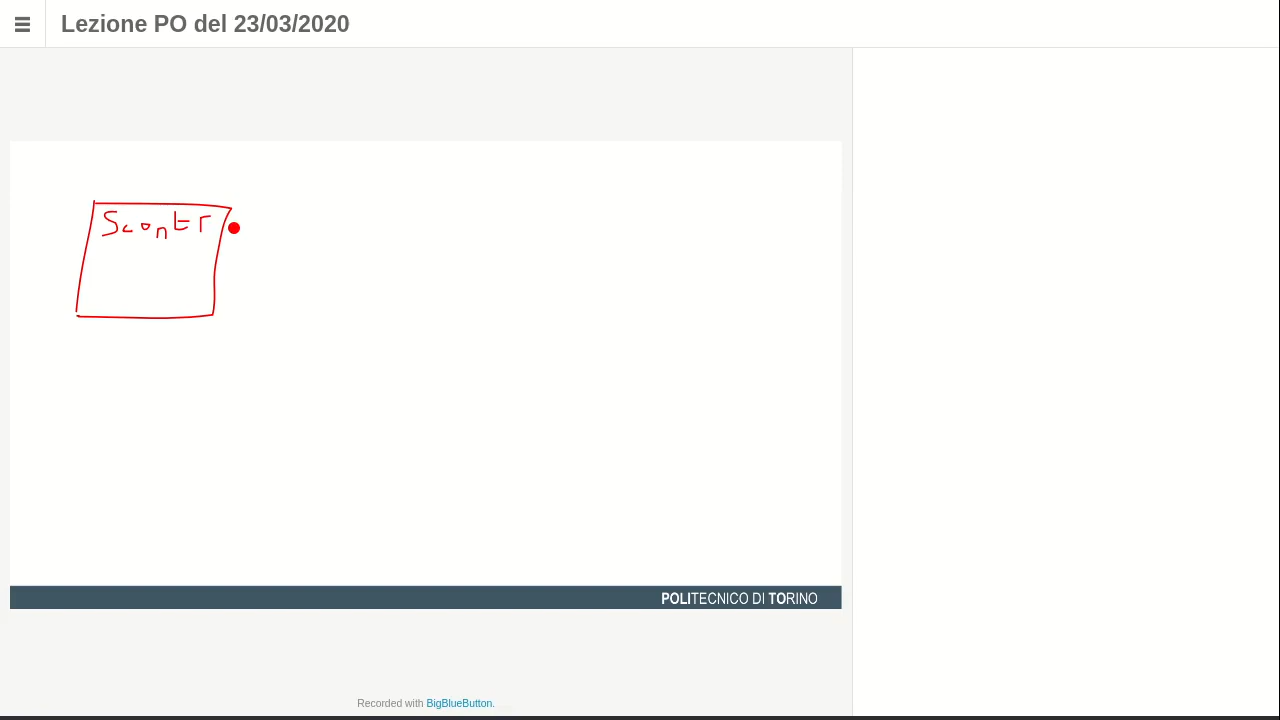 Lezione PO del 23/03/2020
Scontr
POLITECNICO DI TORINO
Recorded with BigBlueButton.